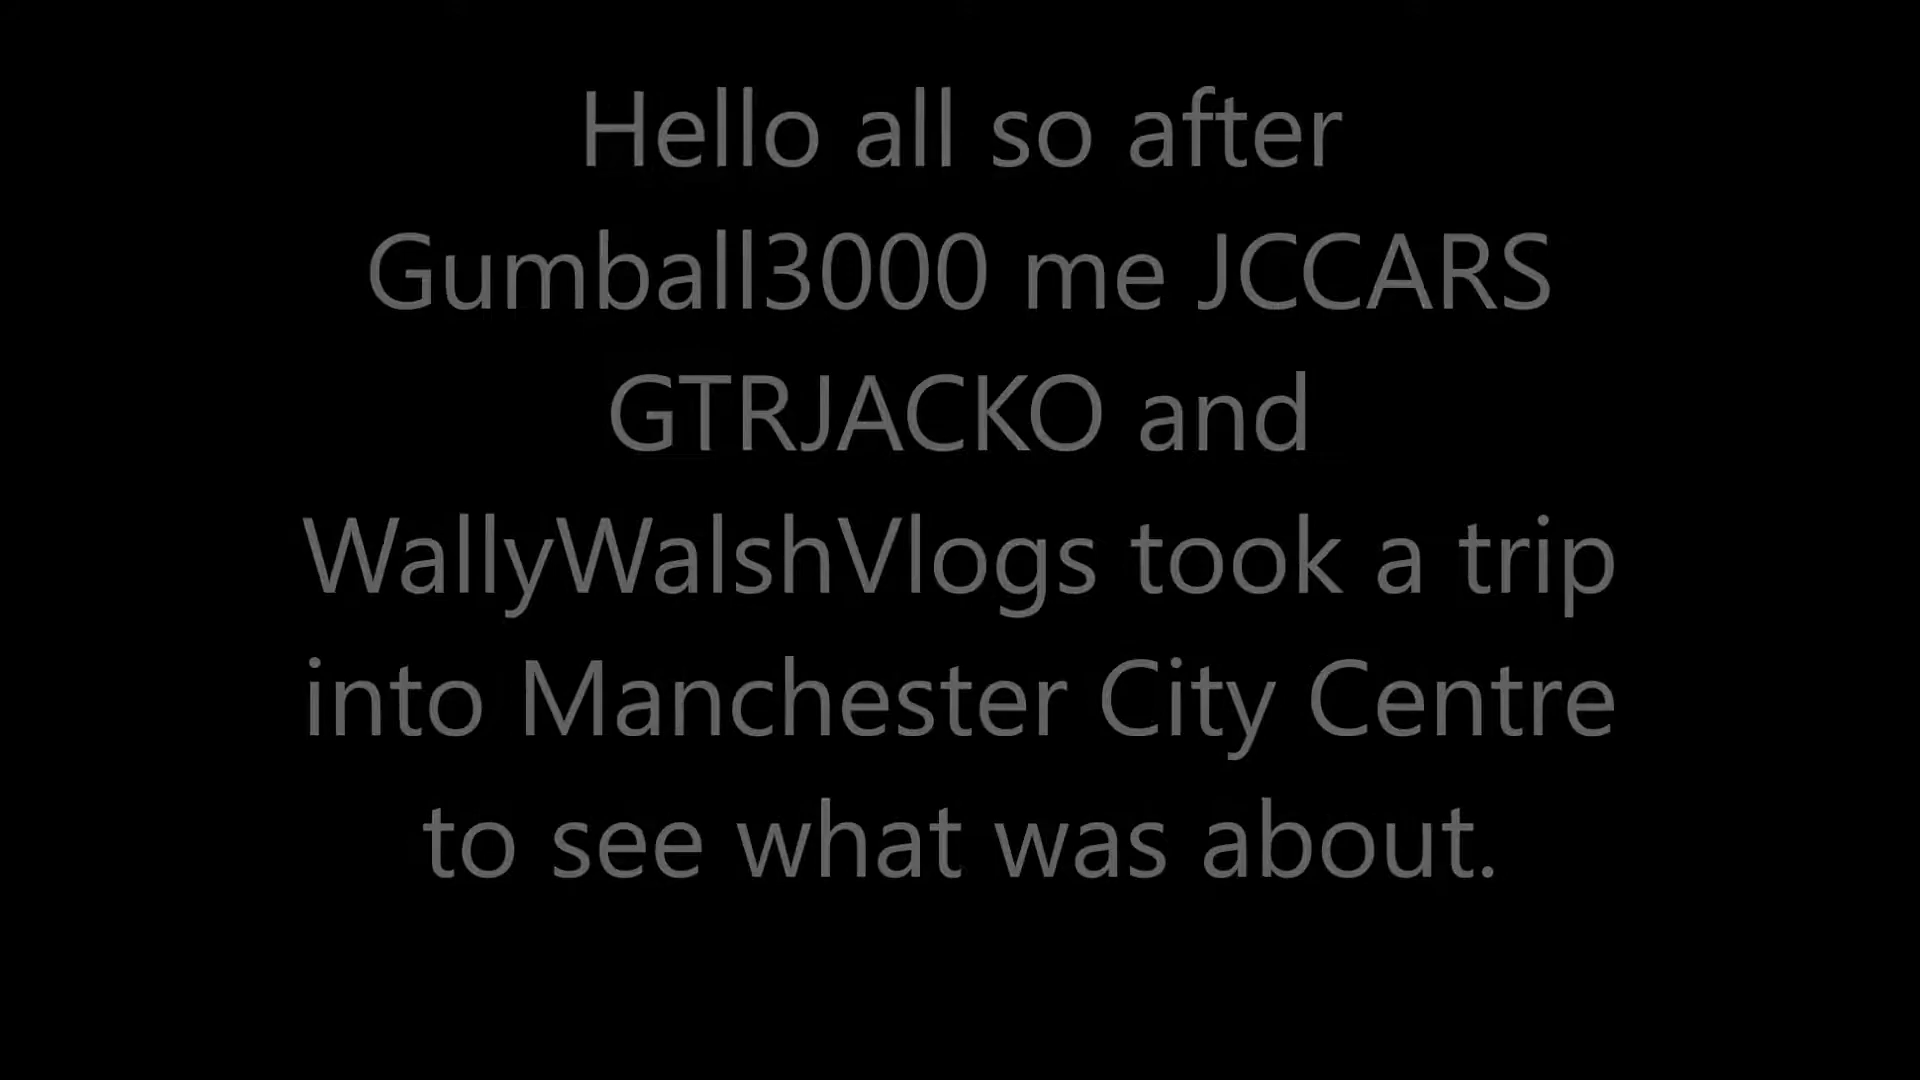 Hello all so after
Gumball3000 me JCCARS
GTRJACKO and
WallyWalshVlogs took a trip
into Manchester City Centre
to see what was about.